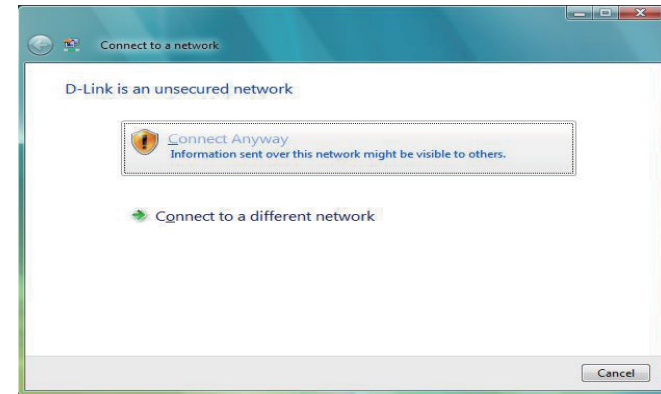 Connect to a network
D-Link is an unsecured network
Connect Anyway
Information sent over this network might be visible to others.
Connect to a different network
Cancel